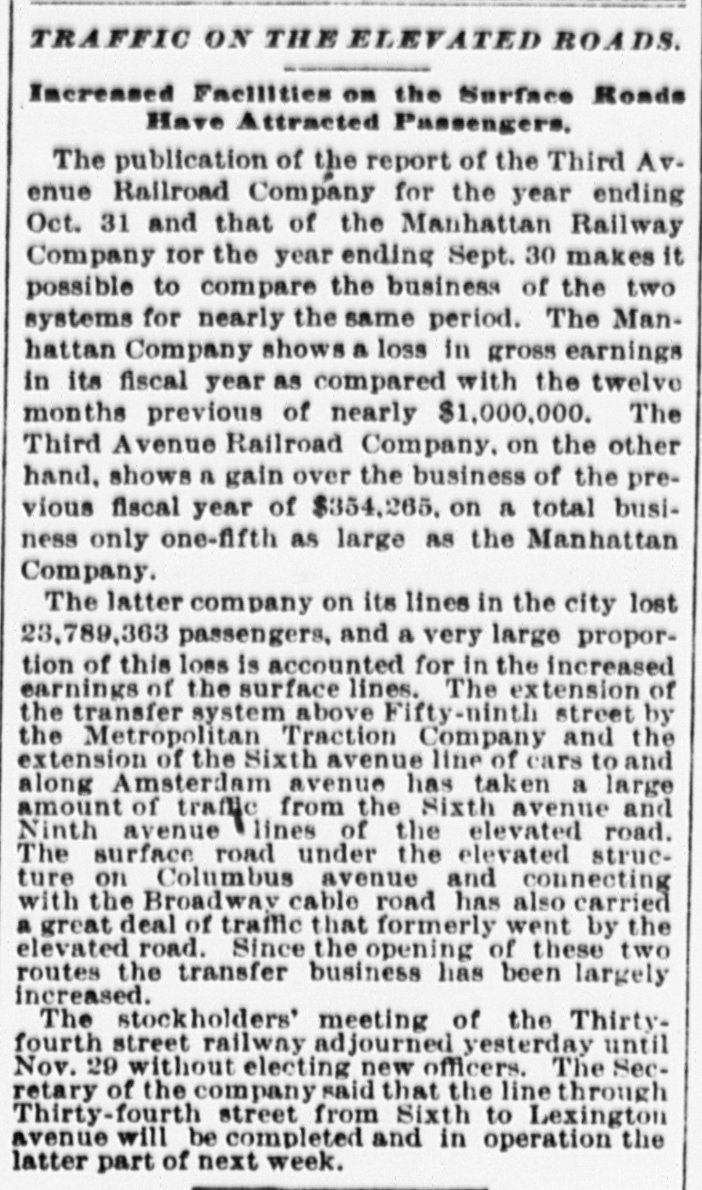 TRAFFIC ON THE ELEVATED ROADS.
Increased Facilities on the Surface Roads
Have Attracted Passengers.
The publication of the report of the Third Av-
enue Railroad Company for the year ending
Oct. 31 and that of the Manhattan Railway
Company for the year ending Sept. 30 makes it
possible to compare the business of the two
systems for nearly the same period. The Man-
hattan Company shows a loss in gross earnings
in its fiscal year as compared with the twelve
months previous of nearly $1,000,000. The
Third Avenue Railroad Company, on the other
hand, shows a gain over the business of the pre-
vious fiscal year of $354,265, on a total busi-
ness only one-fifth as large as the Manhattan
Company.
The latter company on its lines in the city lost
23,789,363 passengers, and a very large propor-
tion of this loss is accounted for in the increased
earnings of the surface lines. The extension of
the transfer system above Fifty-ninth street by
the Metropolitan Traction Company and the
extension of the Sixth avenue line of cars to and
along Amsterdam avenue has taken a large
amount of traffic from the Sixth avenue and
Ninth avenue lines of the elevated road.
The surface road under the elevated struc-
ture on Columbus avenue and connecting
with the Broadway cable road has also carried
a great deal of traffic that formerly went by the
elevated road. Since the opening of these two
routes the transfer business has been largely
increased.
The stockholders' meeting of the Thirty-
fourth street railway adjourned yesterday until
Nov. 29 without electing new officers. The Sec-
retary of the company said that the line through
Thirty-fourth street from Sixth to Lexington
avenue will be completed and in operation the
latter part of next week.